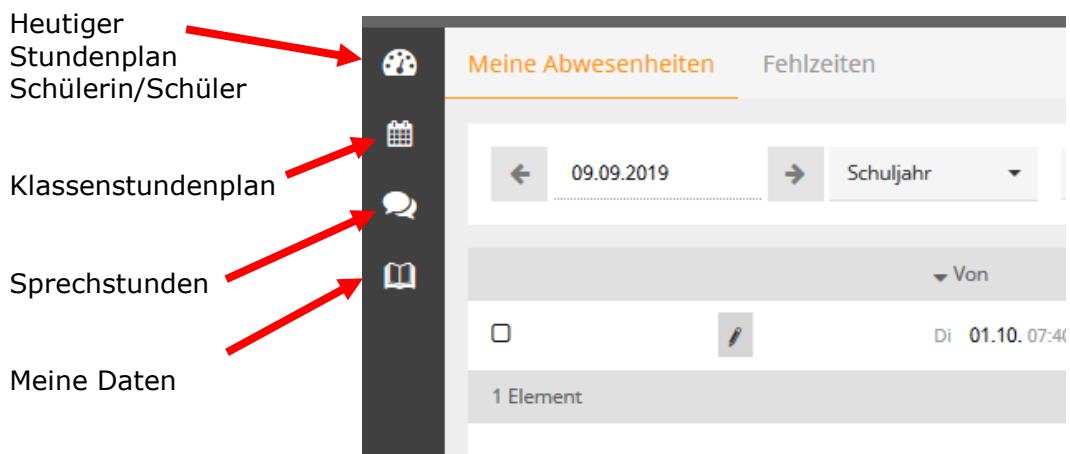 Heutiger
Stundenplan
Schülerin/Schüler
Klassenstundenplan
Sprechstunden
Meine Daten
Meine Abwesenheiten Fehlzeiten
09.09.2019 Schuljahr
Von
Di 01.10. 07:40
1 Element